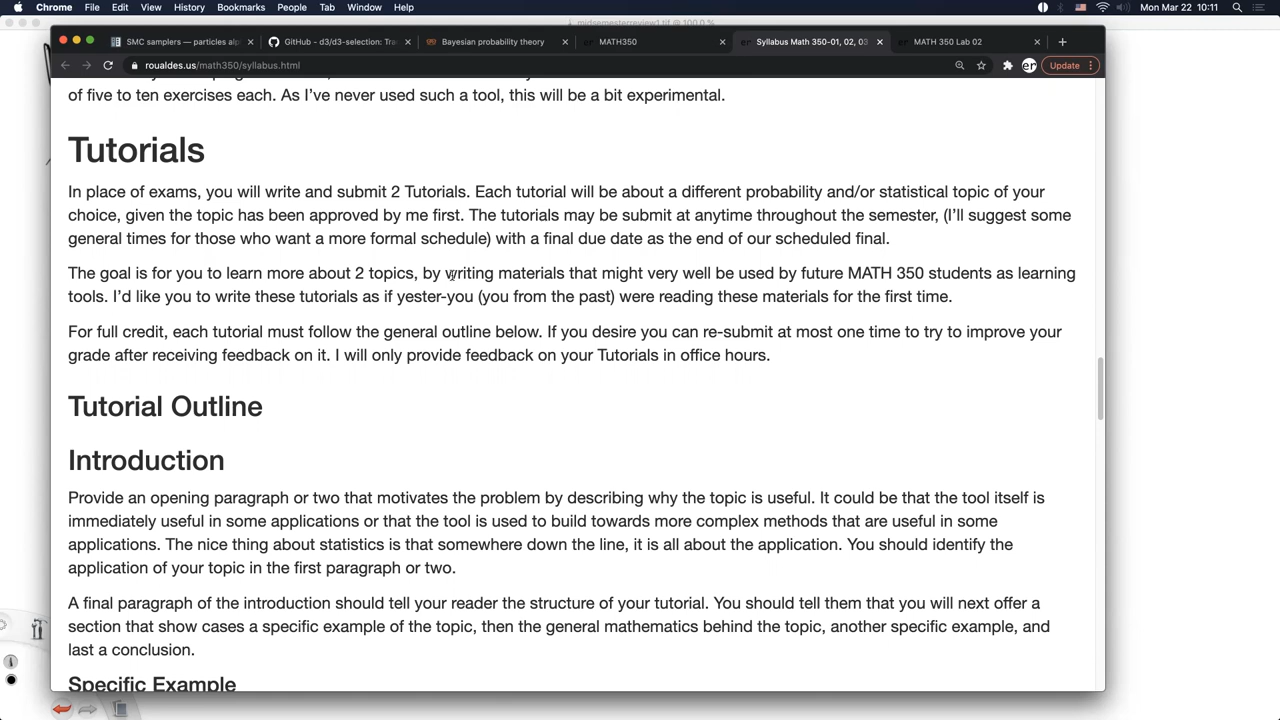 Chrome File Edit View History Bookmarks People Tab Window Help Mon Mar 22 10:11
midsemesterreview1.tif @ 100.0 %
SMC samplers — particles alp
GitHub - d3/d3-selection: Tra
Bayesian probability theory
MATH350
Syllabus Math 350-01, 02, 03
MATH 350 Lab 02
roualdes.us/math350/syllabus.html
er
Update
of five to ten exercises each. As I've never used such a tool, this will be a bit experimental.
Tutorials
In place of exams, you will write and submit 2 Tutorials. Each tutorial will be about a different probability and/or statistical topic of your
choice, given the topic has been approved by me first. The tutorials may be submit at anytime throughout the semester, (I'll suggest some
general times for those who want a more formal schedule) with a final due date as the end of our scheduled final.
The goal is for you to learn more about 2 topics, by writing materials that might very well be used by future MATH 350 students as learning
tools. I'd like you to write these tutorials as if yester-you (you from the past) were reading these materials for the first time.
For full credit, each tutorial must follow the general outline below. If you desire you can re-submit at most one time to try to improve your
grade after receiving feedback on it. I will only provide feedback on your Tutorials in office hours.
Tutorial Outline
Introduction
Provide an opening paragraph or two that motivates the problem by describing why the topic is useful. It could be that the tool itself is
immediately useful in some applications or that the tool is used to build towards more complex methods that are useful in some
applications. The nice thing about statistics is that somewhere down the line, it is all about the application. You should identify the
application of your topic in the first paragraph or two.
A final paragraph of the introduction should tell your reader the structure of your tutorial. You should tell them that you will next offer a
section that show cases a specific example of the topic, then the general mathematics behind the topic, another specific example, and
last a conclusion.
Specific Example